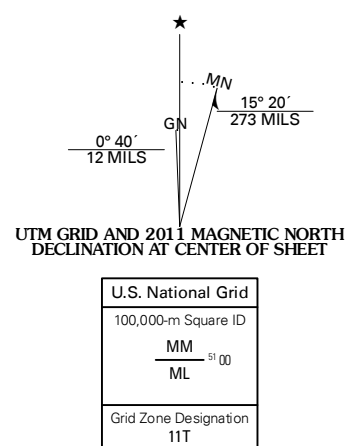 ★
MN
GN
15° 20´
273 MILS
0° 40´
12 MILS
UTM GRID AND 2011 MAGNETIC NORTH
DECLINATION AT CENTER OF SHEET
U.S. National Grid
100,000-m Square ID
MM
51 00
ML
Grid Zone Designation
11T